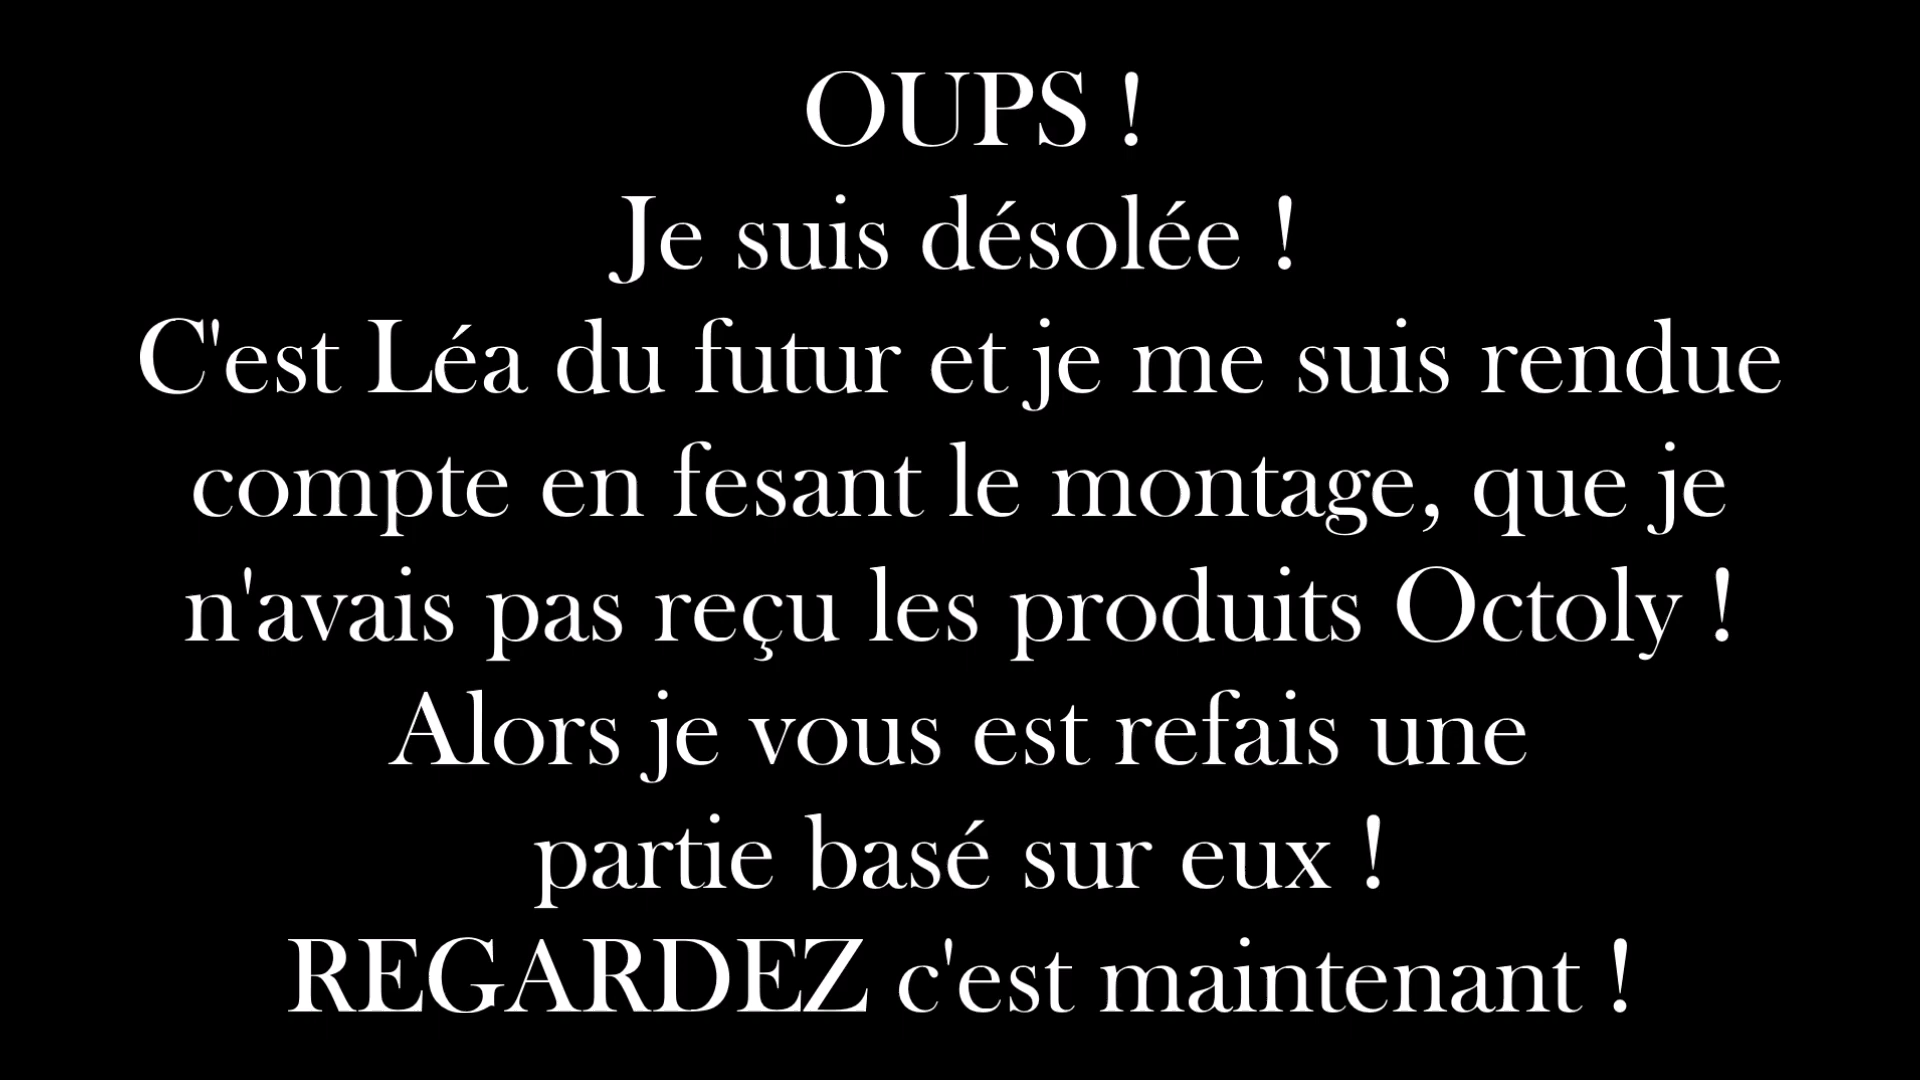 OUPS !
Je suis désolée !
C'est Léa du futur et je me suis rendue
compte en fesant le montage, que je
n'avais pas reçu les produits Octoly !
Alors je vous est refais une
partie basé sur eux !
REGARDEZ c'est maintenant !